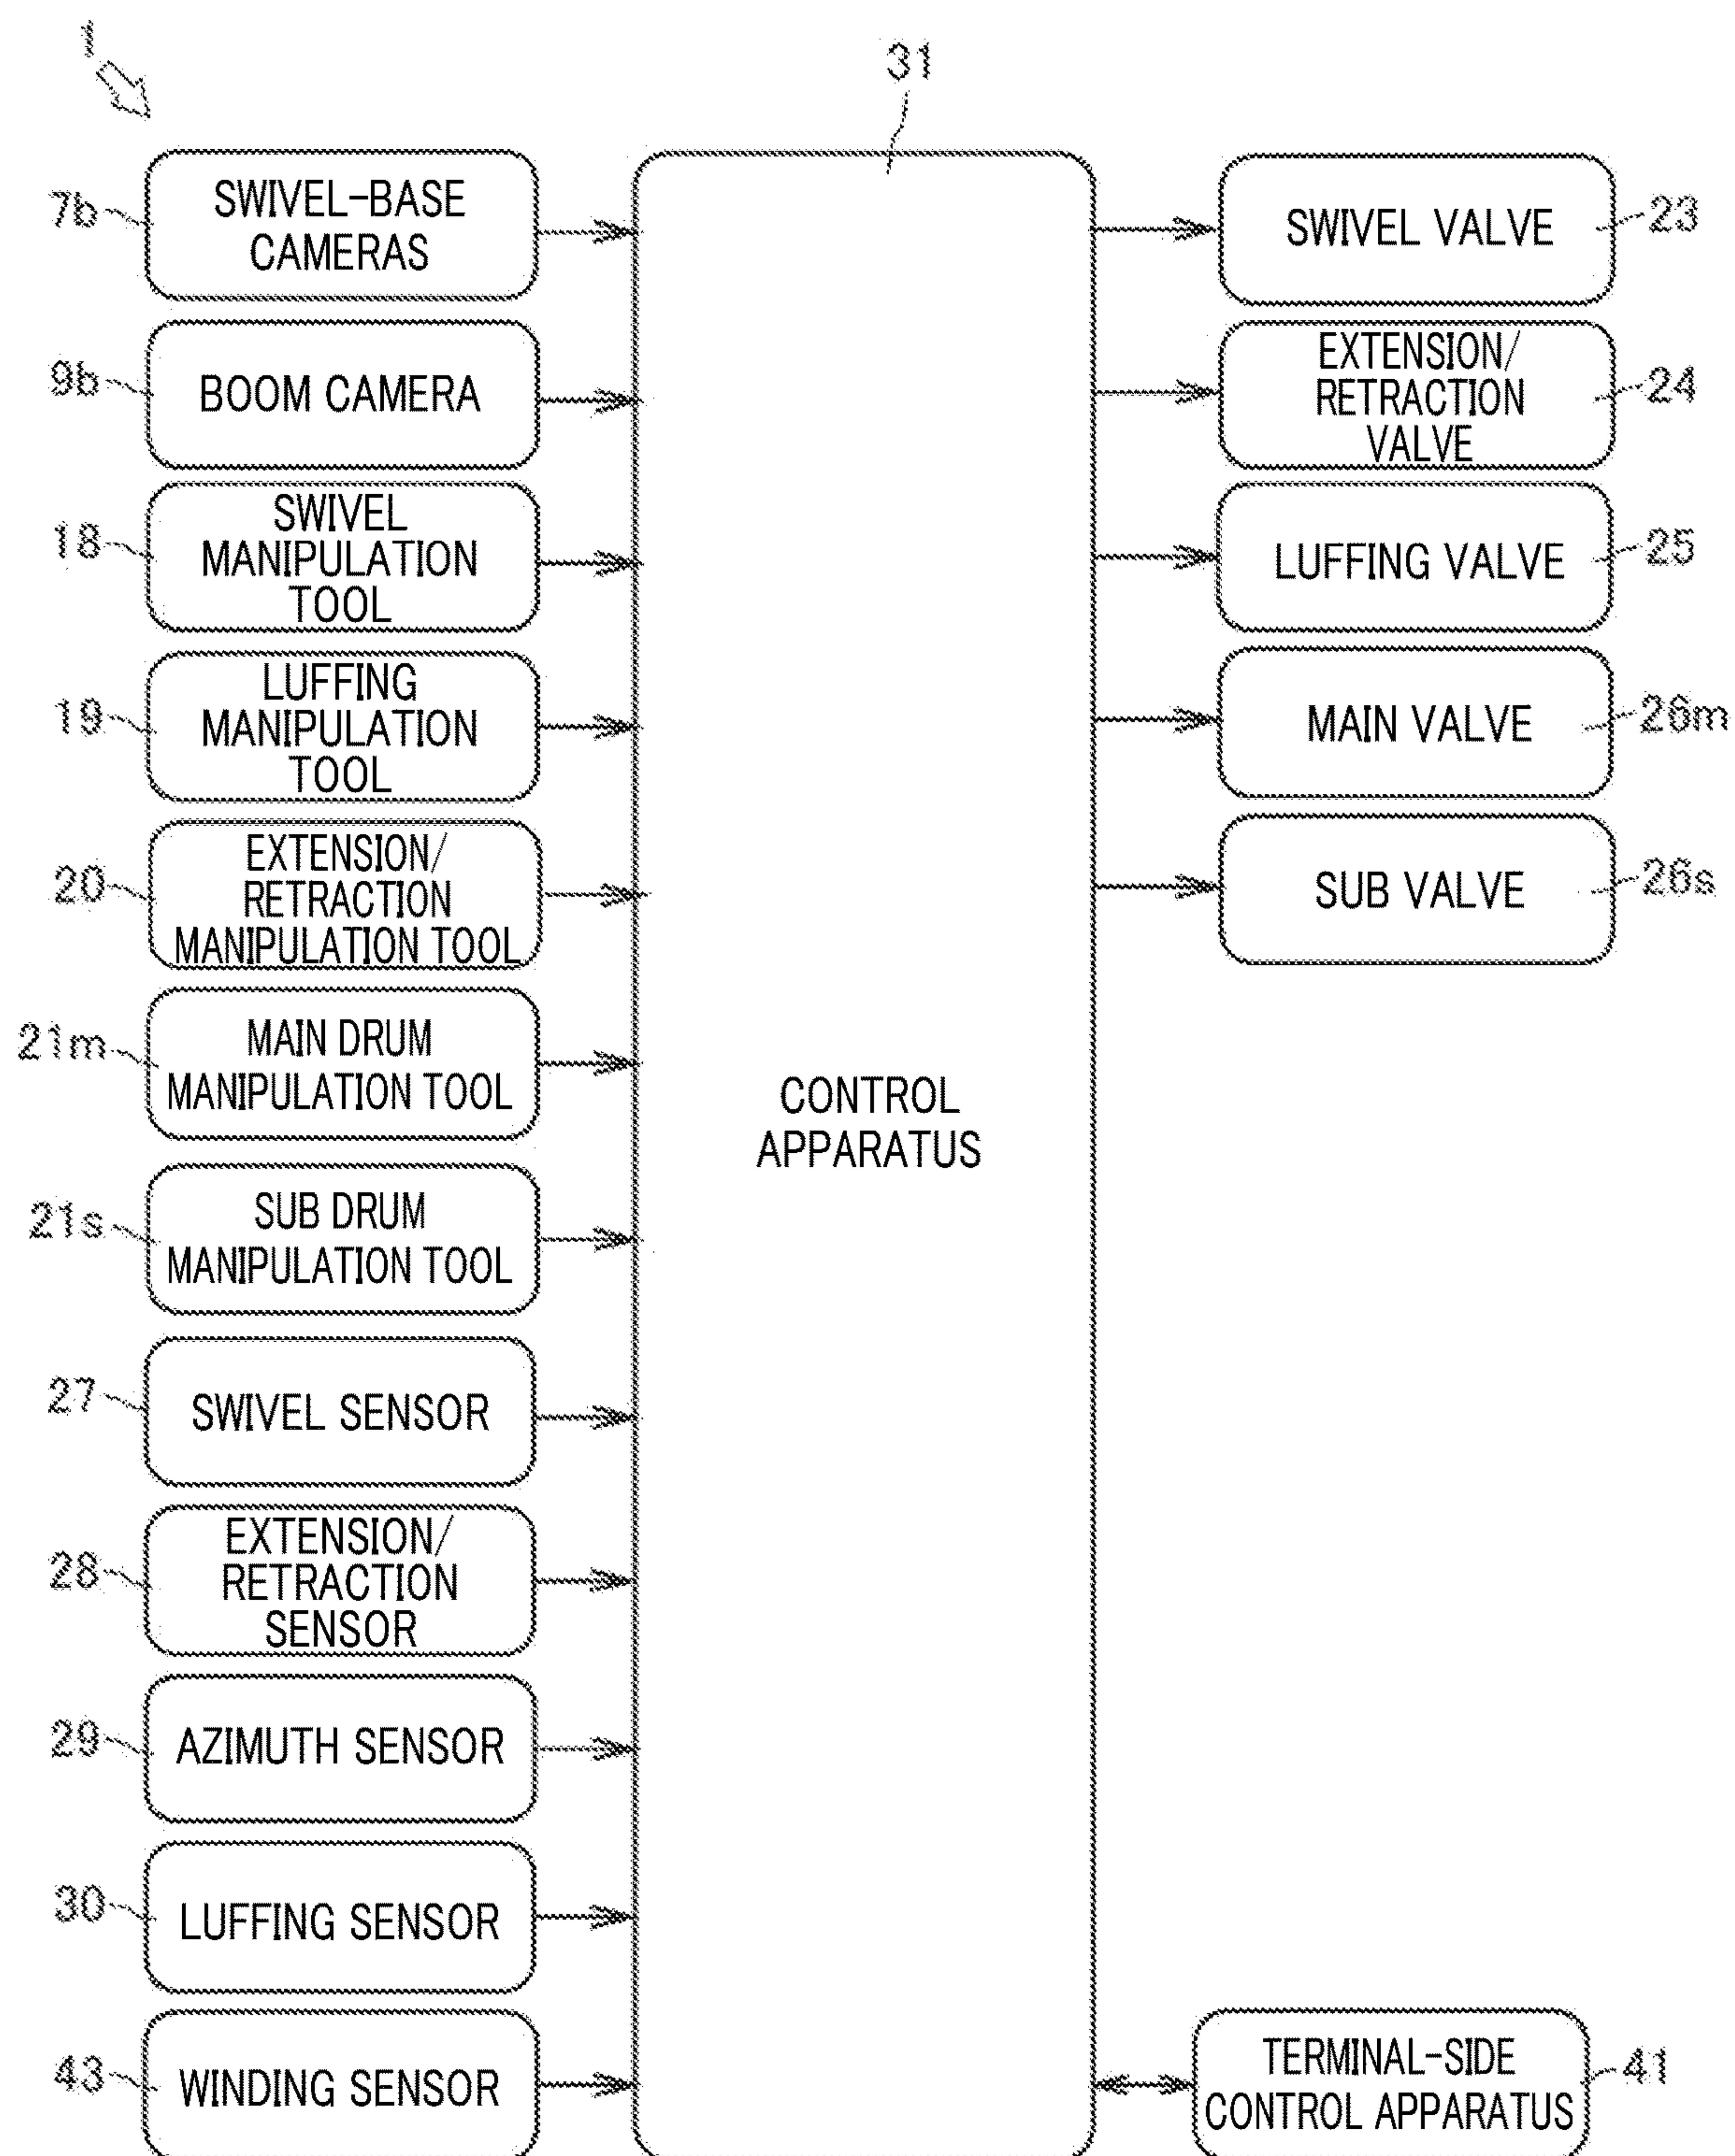 1
31
7b
SWIVEL-BASE
CAMERAS
SWIVEL VALVE
23
9b
BOOM CAMERA
EXTENSION/
RETRACTION
VALVE
24
18
SWIVEL
MANIPULATION
TOOL
LUFFING VALVE
25
19
LUFFING
MANIPULATION
TOOL
MAIN VALVE
26m
20
EXTENSION/
RETRACTION
MANIPULATION TOOL
SUB VALVE
26s
21m
MAIN DRUM
MANIPULATION TOOL
CONTROL
APPARATUS
21s
SUB DRUM
MANIPULATION TOOL
27
SWIVEL SENSOR
28
EXTENSION/
RETRACTION
SENSOR
29
AZIMUTH SENSOR
30
LUFFING SENSOR
43
WINDING SENSOR
TERMINAL-SIDE
CONTROL APPARATUS
41